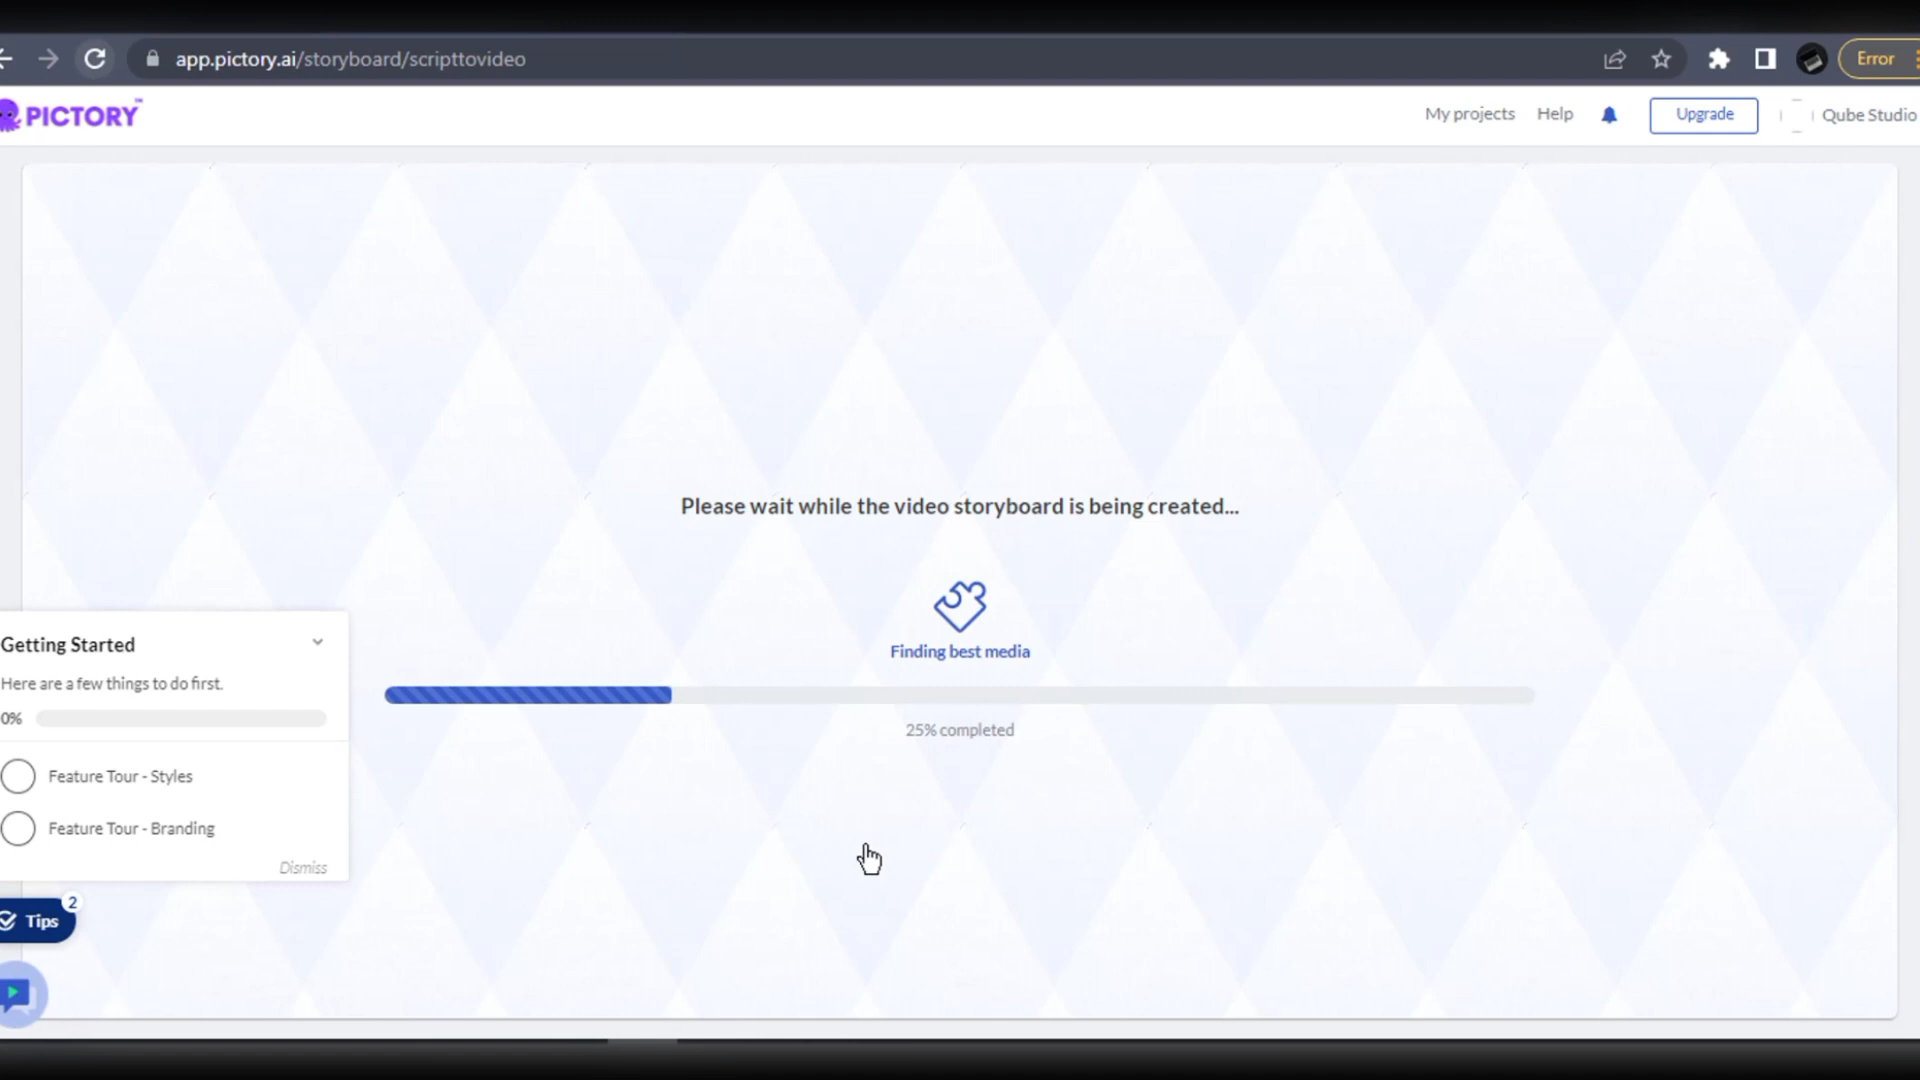 app.pictory.ai/storyboard/scripttovideo
Error
PICTORY™
My projects
Help
Upgrade
Qube Studio
Please wait while the video storyboard is being created...
Finding best media
25% completed
Getting Started
Here are a few things to do first.
0%
Feature Tour - Styles
Feature Tour - Branding
Dismiss
Tips
2